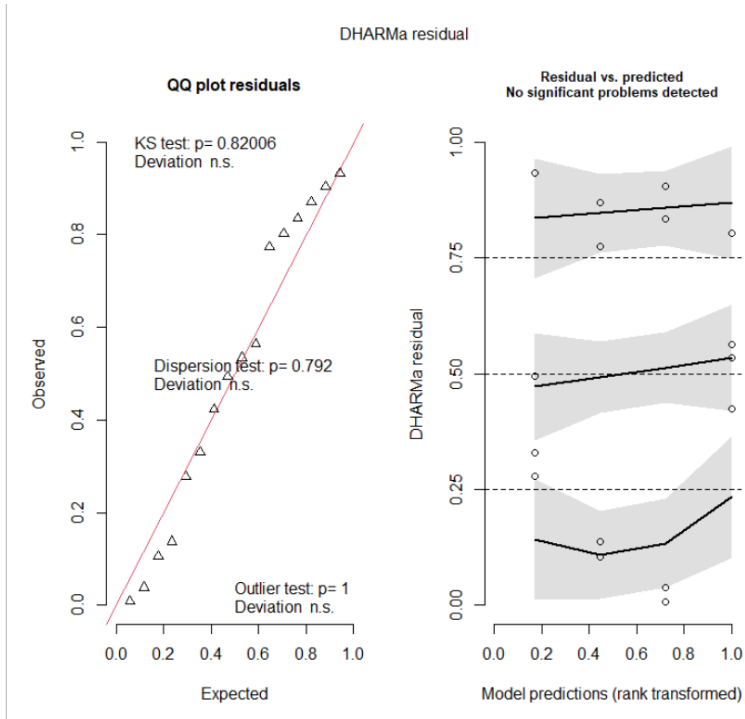 DHARMa residual
QQ plot residuals
KS test: p= 0.82006
Deviation n.s.
Dispersion test: p= 0.792
Deviation n.s.
Outlier test: p= 1
Deviation n.s.
Observed
0.0
0.2
0.4
0.6
0.8
1.0
0.0 0.2 0.4 0.6 0.8 1.0
Expected
Residual vs. predicted
No significant problems detected
DHARMa residual
0.00
0.25
0.50
0.75
1.00
0.0 0.2 0.4 0.6 0.8 1.0
Model predictions (rank transformed)